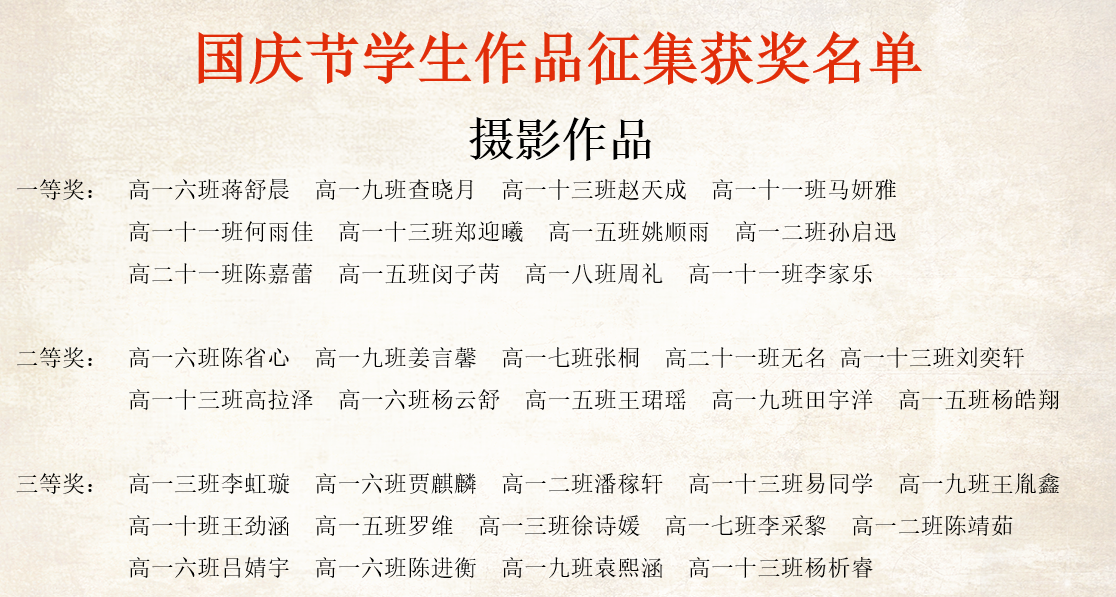 国庆节学生作品征集获奖名单
摄影作品
一等奖： 高一六班蒋舒晨 高一九班查晓月 高一十三班赵天成 高一十一班马妍雅
高一十一班何雨佳 高一十三班郑迎曦 高一五班姚顺雨 高一二班孙启迅
高二十一班陈嘉蕾 高一五班闵子芮 高一八班周礼 高一十一班李家乐
二等奖： 高一六班陈省心 高一九班姜言馨 高一七班张桐 高二十一班无名 高一十三班刘奕轩
高一十三班高拉泽 高一六班杨云舒 高一五班王珺瑶 高一九班田宇洋 高一五班杨皓翔
三等奖： 高一三班李虹璇 高一六班贾麒麟 高一二班潘稼轩 高一十三班易同学 高一九班王胤鑫
高一十班王劲涵 高一五班罗维 高一三班徐诗媛 高一七班李采黎 高一二班陈靖茹
高一六班吕婧宇 高一六班陈进衡 高一九班袁熙涵 高一十三班杨析睿